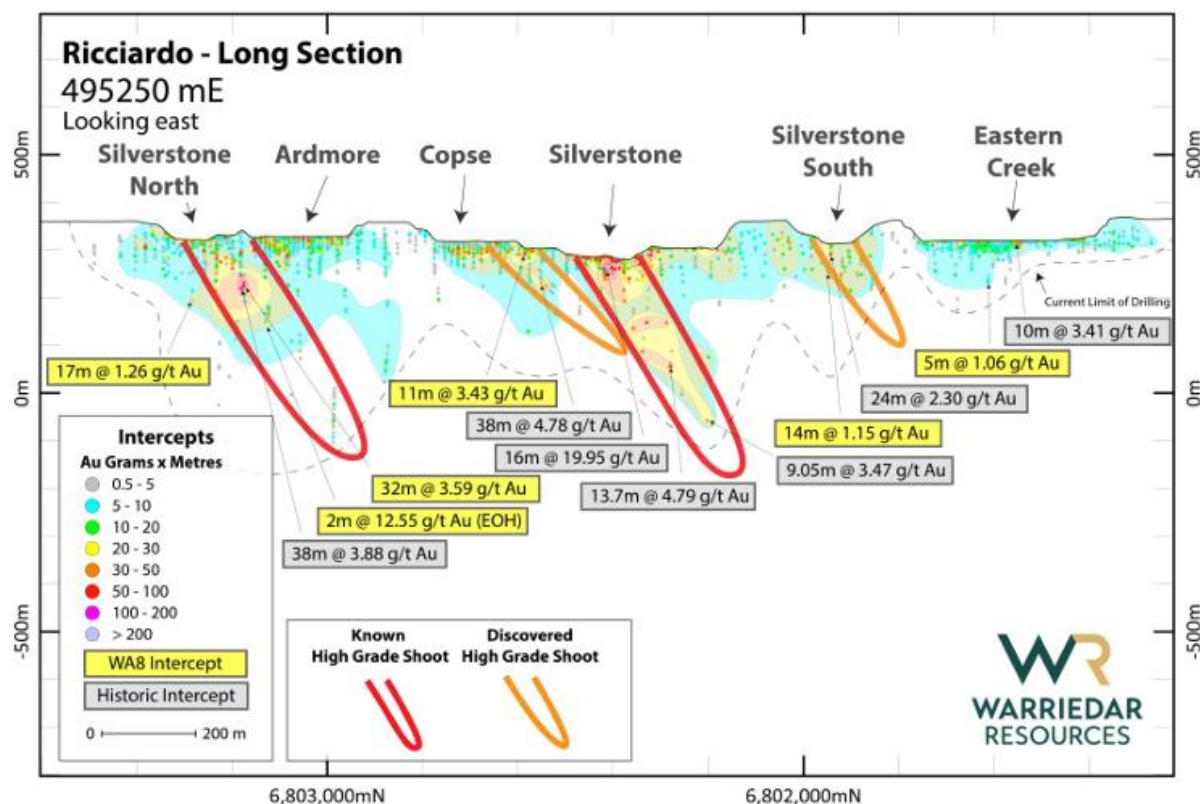 Ricciardo - Long Section
495250 mE
Looking east
Silverstone
North
Ardmore
Copse
Silverstone
Silverstone
South
Eastern
Creek
500m
500m
0m
0m
-500m
-500m
Current Limit of Drilling
10m @ 3.41 g/t Au
17m @ 1.26 g/t Au
5m @ 1.06 g/t Au
11m @ 3.43 g/t Au
24m @ 2.30 g/t Au
38m @ 4.78 g/t Au
14m @ 1.15 g/t Au
16m @ 19.95 g/t Au
9.05m @ 3.47 g/t Au
32m @ 3.59 g/t Au
13.7m @ 4.79 g/t Au
2m @ 12.55 g/t Au (EOH)
38m @ 3.88 g/t Au
Intercepts
Au Grams x Metres
0.5 - 5
5 - 10
10 - 20
20 - 30
30 - 50
50 - 100
100 - 200
> 200
WA8 Intercept
Historic Intercept
0 200 m
Known
High Grade Shoot
Discovered
High Grade Shoot
WR
WARRIEDAR
RESOURCES
6,803,000mN
6,802,000mN